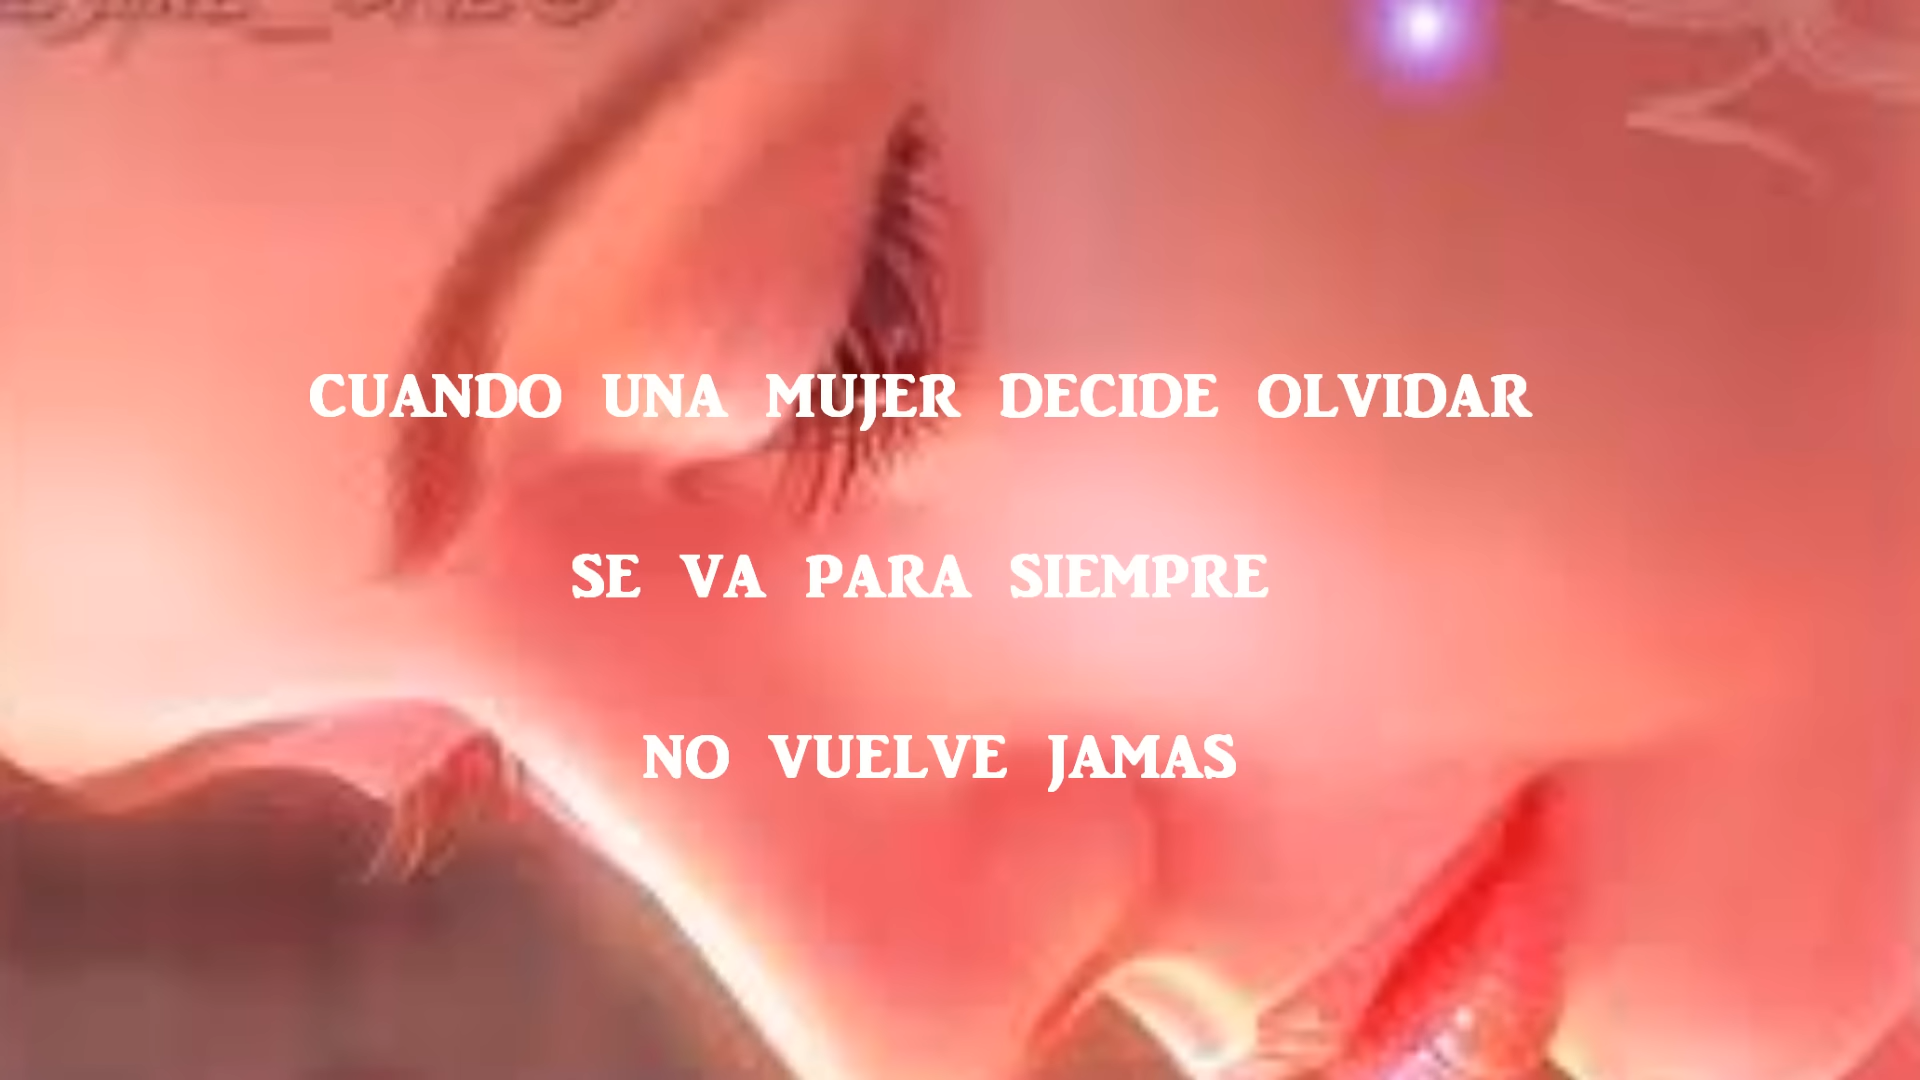 CUANDO UNA MUJER DECIDE OLVIDAR
SE VA PARA SIEMPRE
NO VUELVE JAMAS